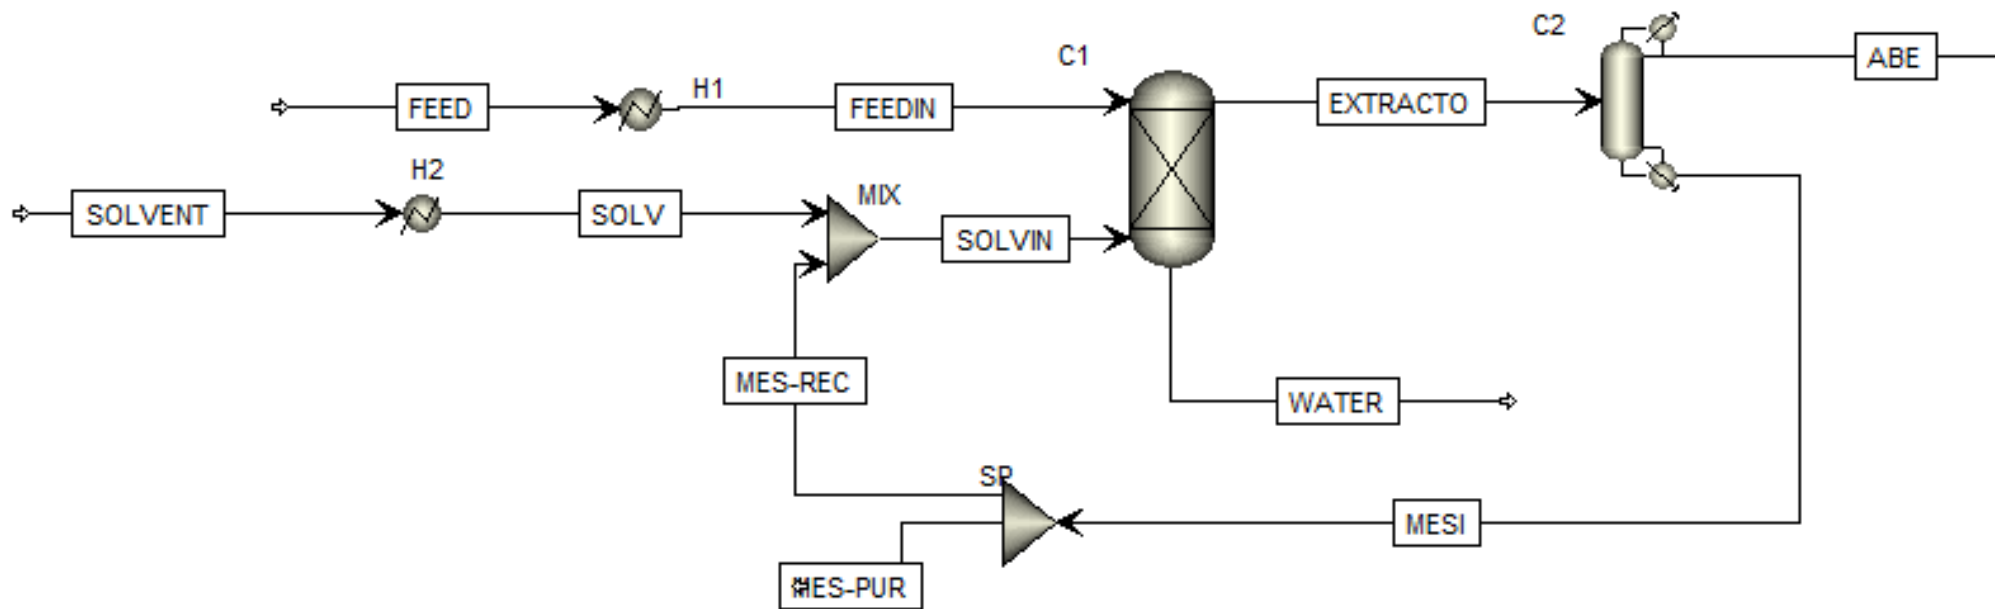 C2
C1
ABE
H1
FEED
FEEDIN
EXTRACTO
H2
MIX
SOLVENT
SOLV
SOLVIN
MES-REC
WATER
SP
MESI
MES-PUR